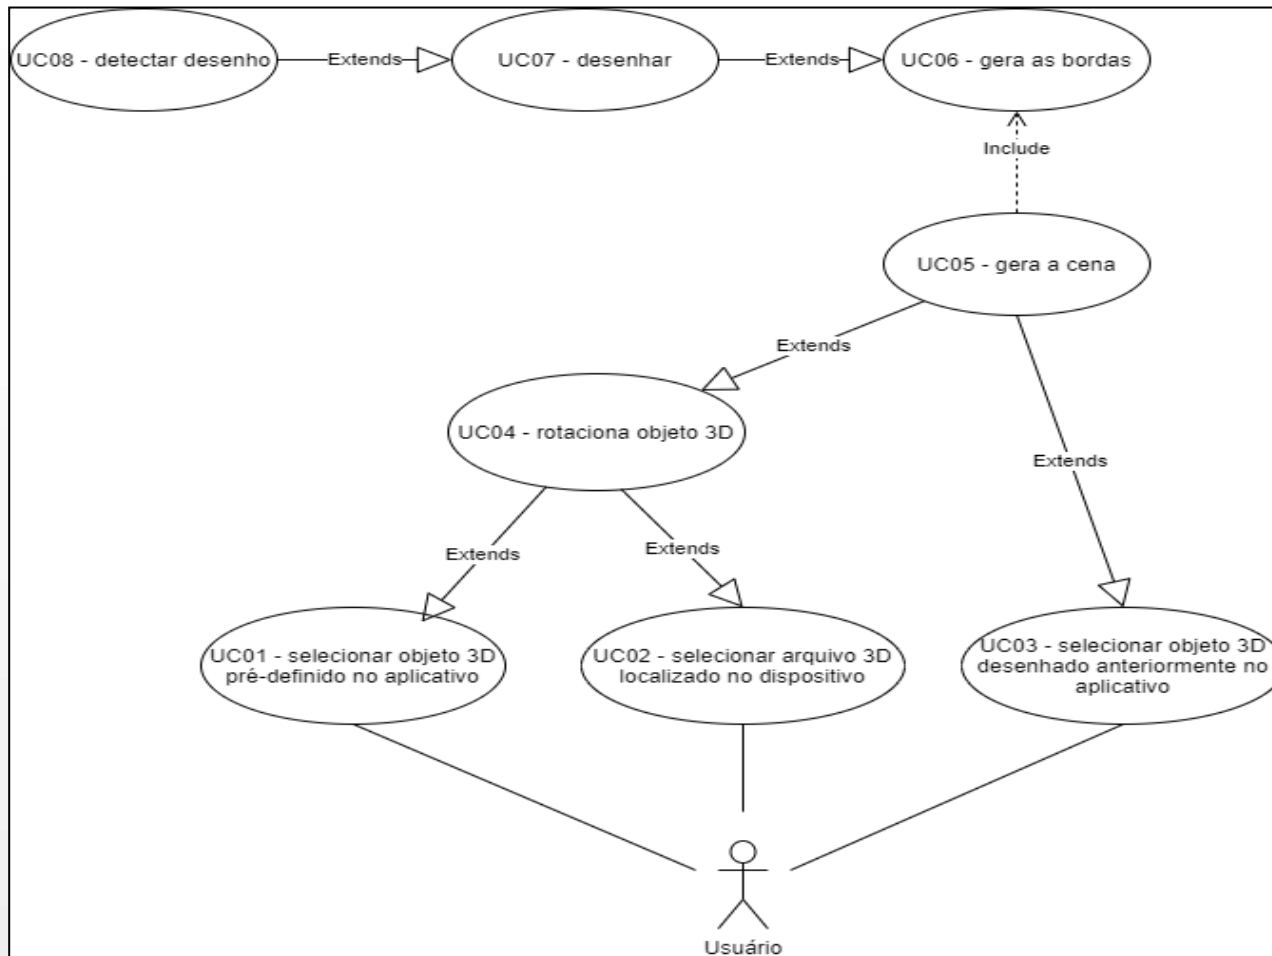 UC08 - detectar desenho
Extends
UC07 - desenhar
Extends
UC06 - gera as bordas
Include
UC05 - gera a cena
Extends
UC04 - rotaciona objeto 3D
Extends
Extends
Extends
UC01 - selecionar objeto 3D
pré-definido no aplicativo
UC02 - selecionar arquivo 3D
localizado no dispositivo
UC03 - selecionar objeto 3D
desenhado anteriormente no
aplicativo
Usuário